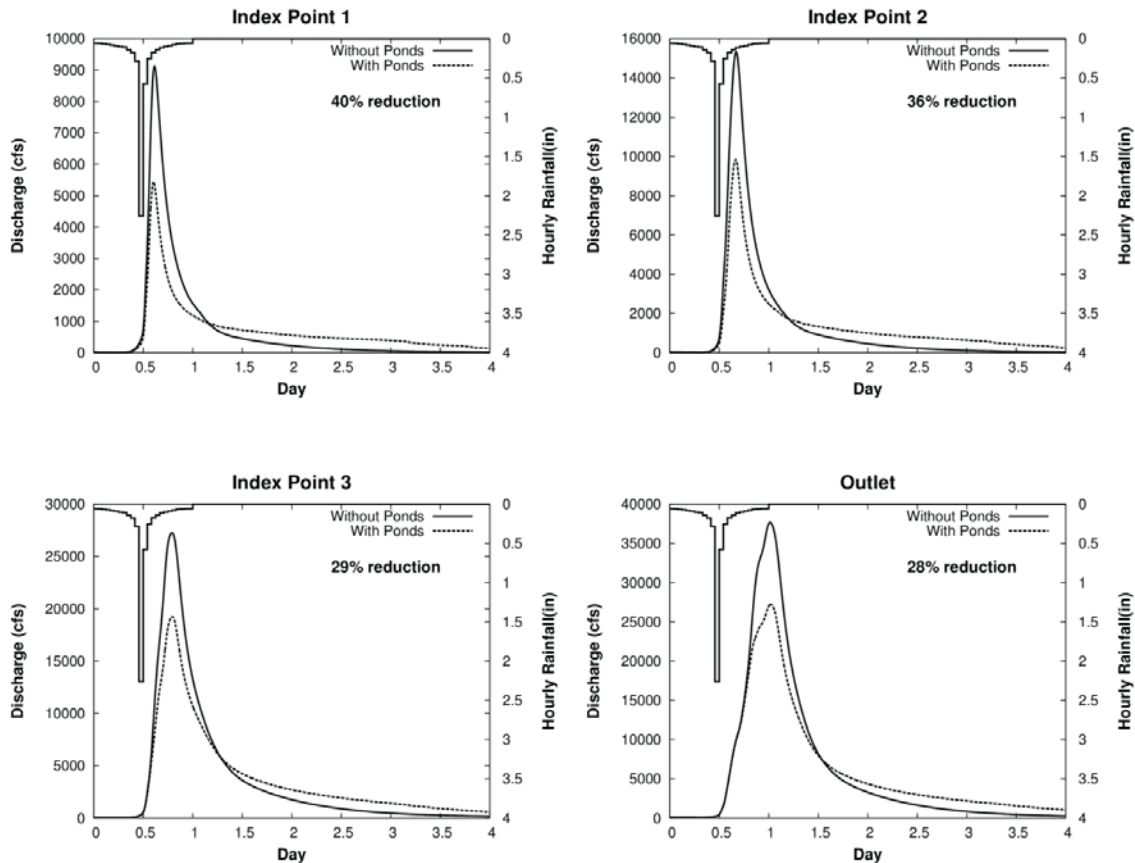 Index Point 1
10000
9000
8000
7000
6000
5000
4000
3000
2000
1000
0
Discharge (cfs)
Without Ponds
With Ponds
40% reduction
0
0.5
1
1.5
2
2.5
3
3.5
4
Hourly Rainfall(in)
0 0.5 1 1.5 2 2.5 3 3.5 4
Day
Index Point 2
16000
14000
12000
10000
8000
6000
4000
2000
0
Discharge (cfs)
Without Ponds
With Ponds
36% reduction
0
0.5
1
1.5
2
2.5
3
3.5
4
Hourly Rainfall(in)
0 0.5 1 1.5 2 2.5 3 3.5 4
Day
Index Point 3
30000
25000
20000
15000
10000
5000
0
Discharge (cfs)
Without Ponds
With Ponds
29% reduction
0
0.5
1
1.5
2
2.5
3
3.5
4
Hourly Rainfall(in)
0 0.5 1 1.5 2 2.5 3 3.5 4
Day
Outlet
40000
35000
30000
25000
20000
15000
10000
5000
0
Discharge (cfs)
Without Ponds
With Ponds
28% reduction
0
0.5
1
1.5
2
2.5
3
3.5
4
Hourly Rainfall(in)
0 0.5 1 1.5 2 2.5 3 3.5 4
Day